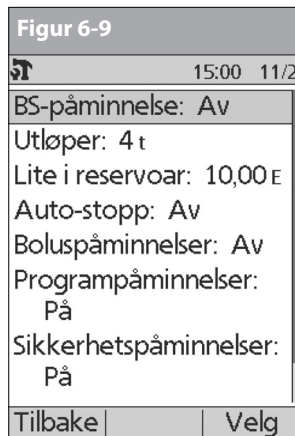 Figur 6-9
15:00 11/2
BS-påminnelse: Av
Utløper: 4 t
Lite i reservoar: 10,00 E
Auto-stopp: Av
Boluspåminnelser: Av
Programpåminnelser:
På
Sikkerhetspåminnelser:
På
Tilbake Velg